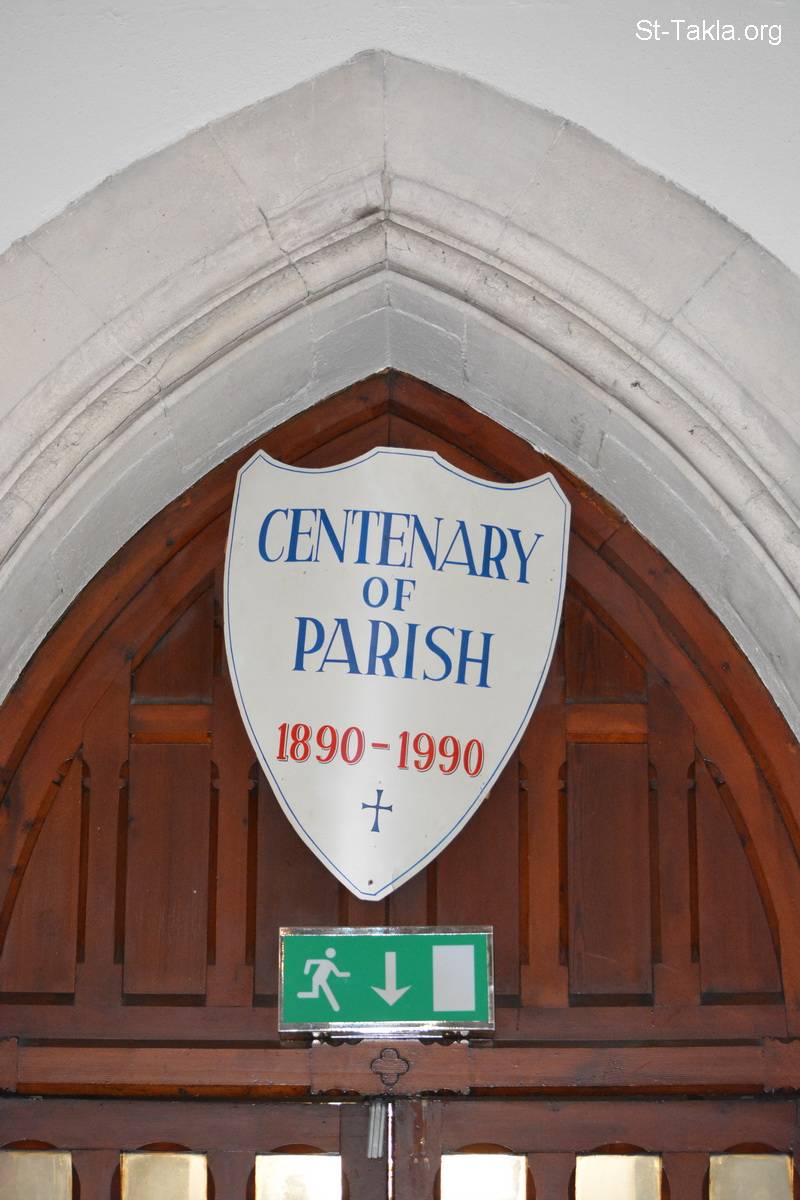 St-Takla.org
CENTENARY
OF
PARISH
1890-1990